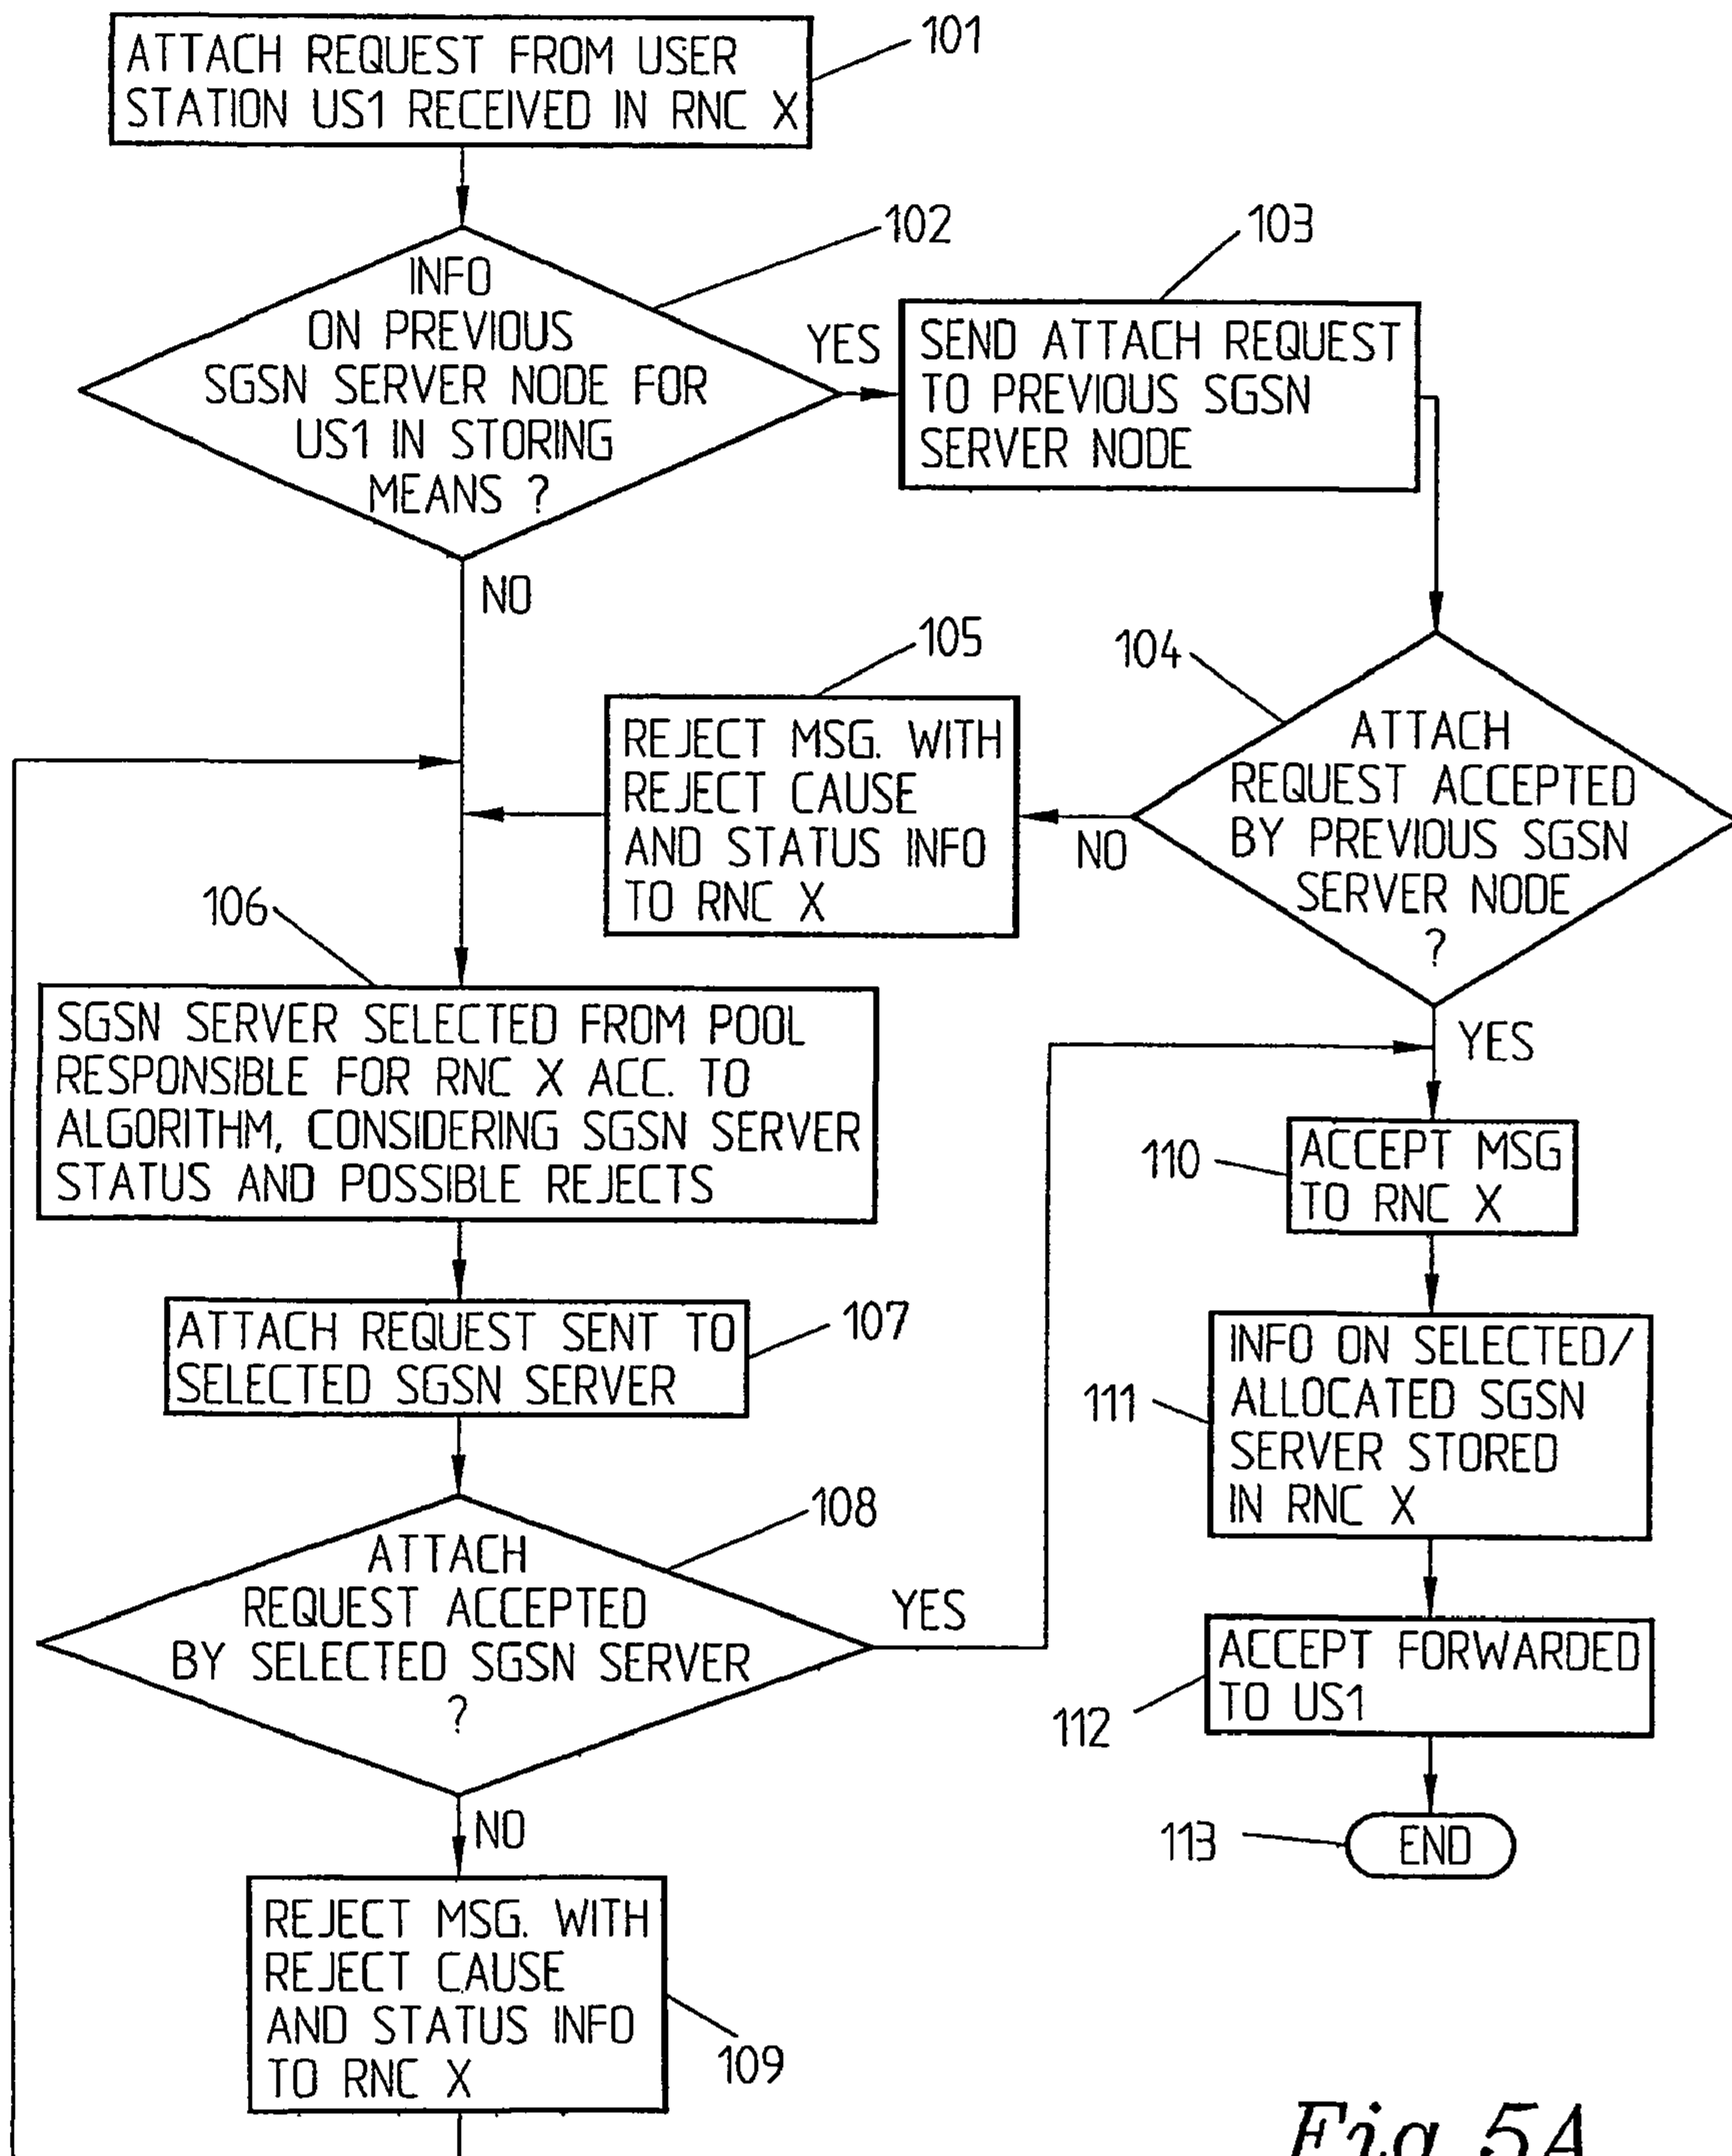 ATTACH REQUEST FROM USER
STATION US1 RECEIVED IN RNC X
101
INFO
ON PREVIOUS
SGSN SERVER NODE FOR
US1 IN STORING
MEANS ?
102
YES
NO
SEND ATTACH REQUEST
TO PREVIOUS SGSN
SERVER NODE
103
ATTACH
REQUEST ACCEPTED
BY PREVIOUS SGSN
SERVER NODE
?
104
NO
YES
REJECT MSG. WITH
REJECT CAUSE
AND STATUS INFO
TO RNC X
105
106
SGSN SERVER SELECTED FROM POOL
RESPONSIBLE FOR RNC X ACC. TO
ALGORITHM, CONSIDERING SGSN SERVER
STATUS AND POSSIBLE REJECTS
ATTACH REQUEST SENT TO
SELECTED SGSN SERVER
107
ATTACH
REQUEST ACCEPTED
BY SELECTED SGSN SERVER
?
108
YES
NO
REJECT MSG. WITH
REJECT CAUSE
AND STATUS INFO
TO RNC X
109
110
ACCEPT MSG
TO RNC X
111
INFO ON SELECTED/
ALLOCATED SGSN
SERVER STORED
IN RNC X
112
ACCEPT FORWARDED
TO US1
113
END
Fig 5A